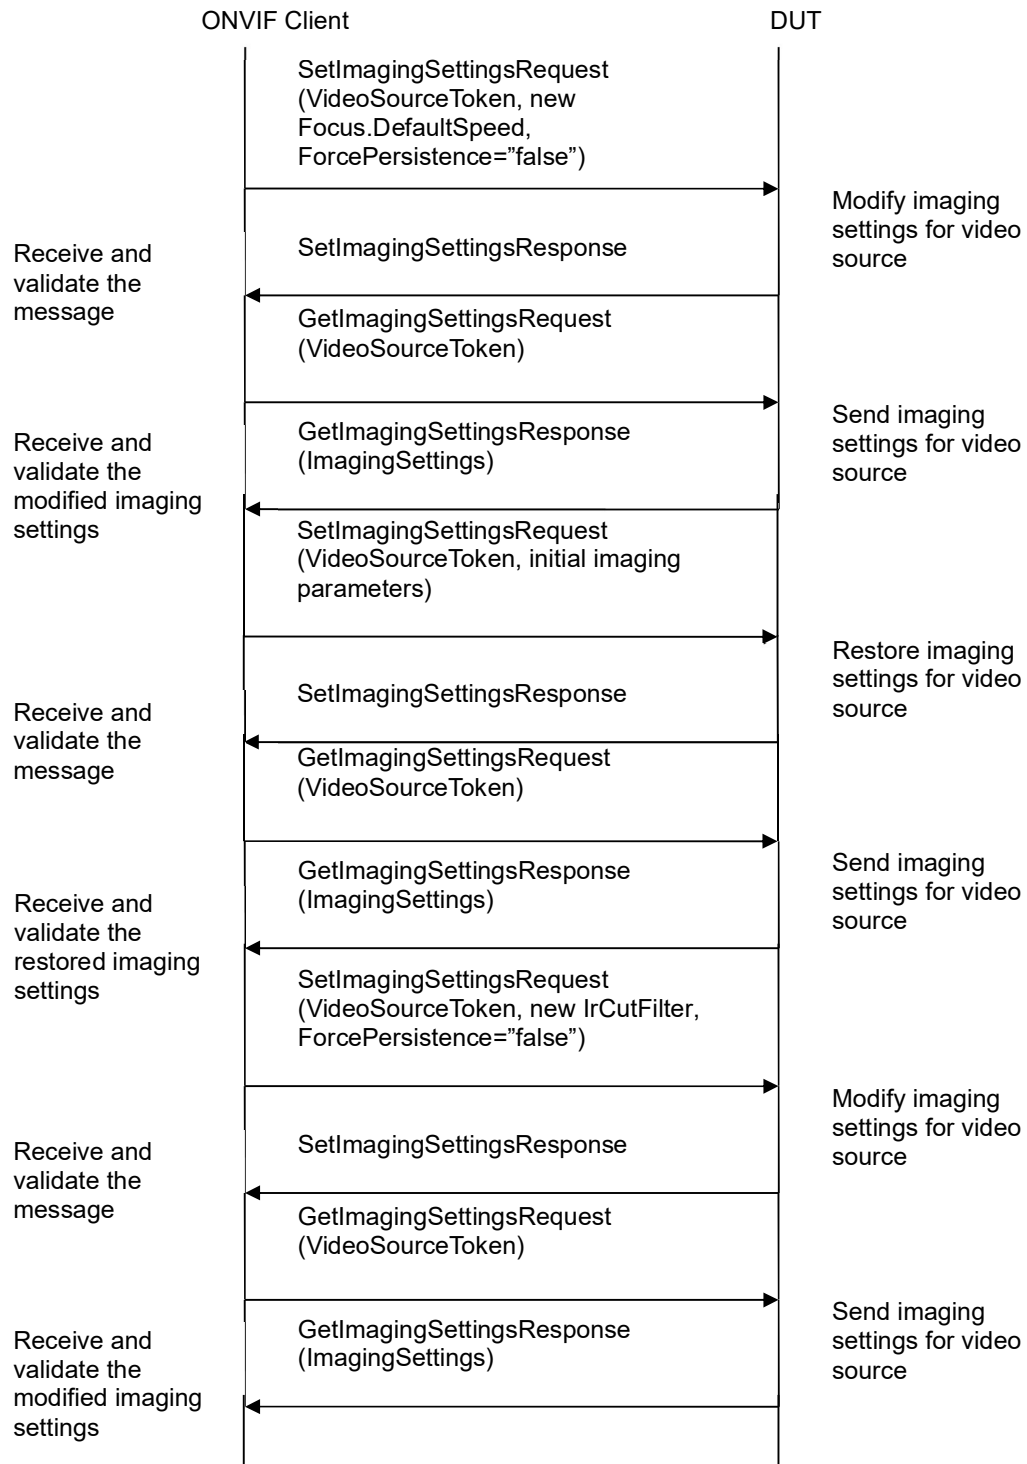 ONVIF Client
DUT
SetImagingSettingsRequest
(VideoSourceToken, new
Focus.DefaultSpeed,
ForcePersistence=”false”)
Modify imaging
settings for video
source
SetImagingSettingsResponse
Receive and
validate the
message
GetImagingSettingsRequest
(VideoSourceToken)
Send imaging
settings for video
source
GetImagingSettingsResponse
(ImagingSettings)
Receive and
validate the
modified imaging
settings
SetImagingSettingsRequest
(VideoSourceToken, initial imaging
parameters)
Restore imaging
settings for video
source
SetImagingSettingsResponse
Receive and
validate the
message
GetImagingSettingsRequest
(VideoSourceToken)
Send imaging
settings for video
source
GetImagingSettingsResponse
(ImagingSettings)
Receive and
validate the
restored imaging
settings
SetImagingSettingsRequest
(VideoSourceToken, new IrCutFilter,
ForcePersistence=”false”)
Modify imaging
settings for video
source
SetImagingSettingsResponse
Receive and
validate the
message
GetImagingSettingsRequest
(VideoSourceToken)
Send imaging
settings for video
source
GetImagingSettingsResponse
(ImagingSettings)
Receive and
validate the
modified imaging
settings